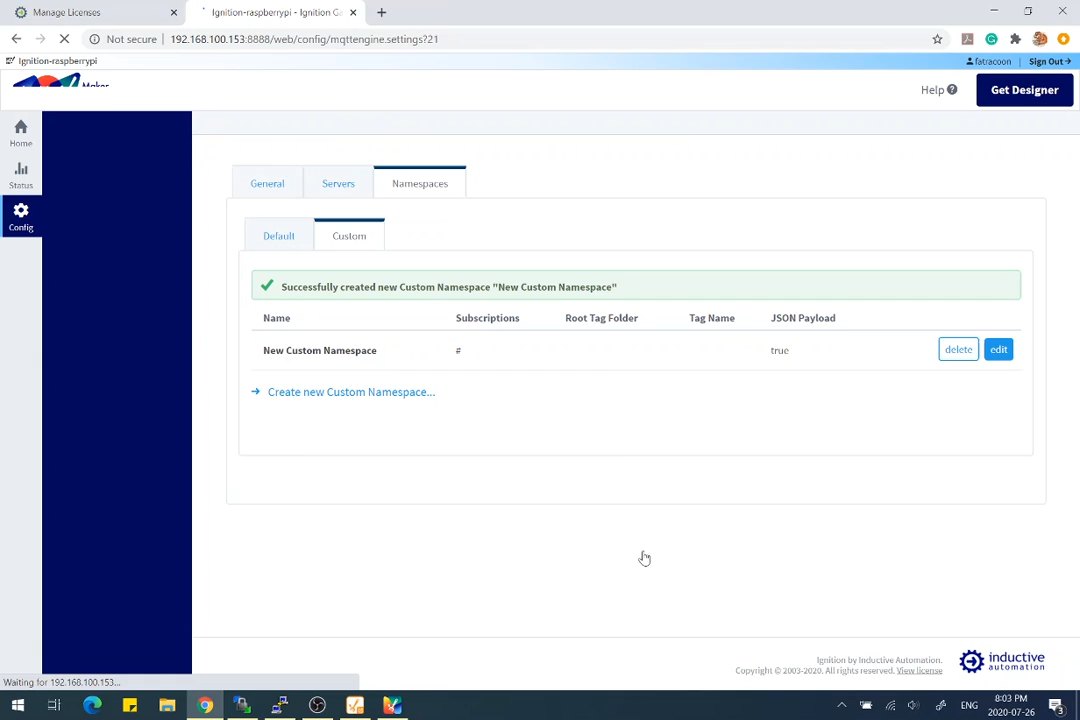 Manage Licenses
Ignition-raspberrypi - Ignition Ga
Not secure
192.168.100.153:8888/web/config/mqttengine.settings?21
Ignition-raspberrypi
fatracoon
Sign Out
Maker
Help
Get Designer
Home
Status
Config
General
Servers
Namespaces
Default
Custom
Successfully created new Custom Namespace "New Custom Namespace"
Name Subscriptions Root Tag Folder Tag Name JSON Payload
New Custom Namespace # true delete edit
Create new Custom Namespace...
Ignition by Inductive Automation.
Copyright © 2003-2020. All rights reserved. View license
inductive
automation
Waiting for 192.168.100.153...
ENG
8:03 PM
2020-07-26
3